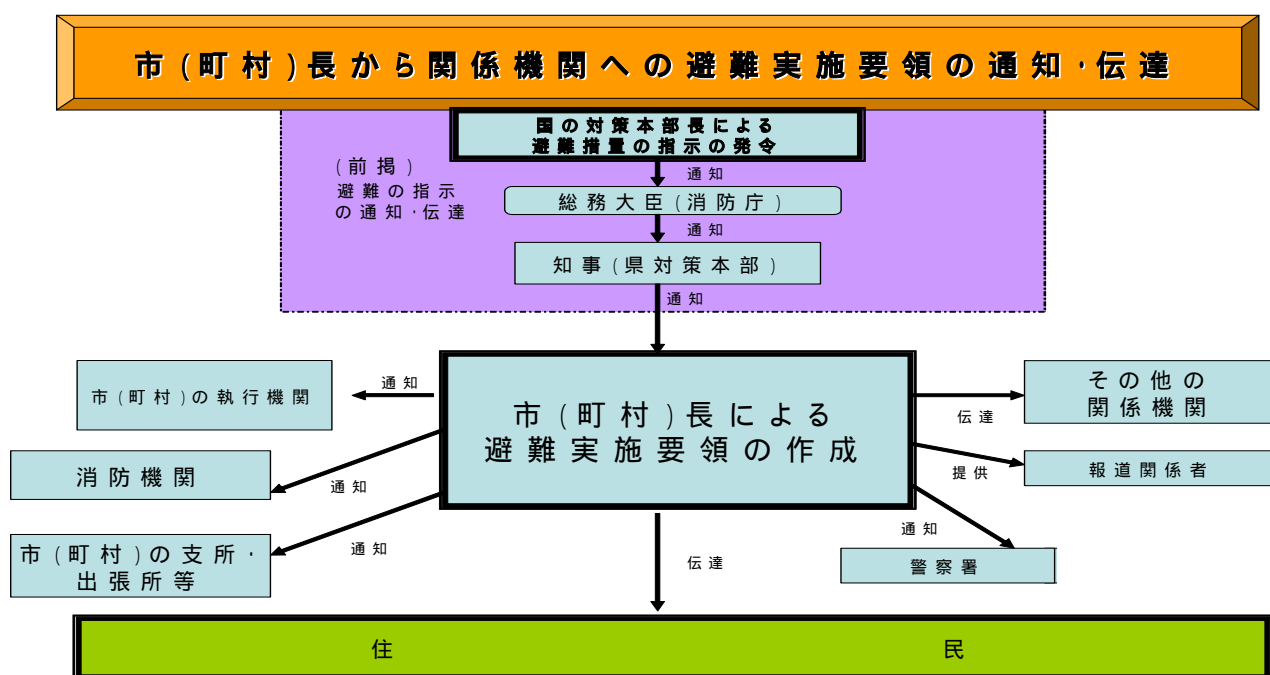 市(町村)長から関係機関への避難実施要領の通知・伝達
国の対策本部長による
避難措置の指示の発令
(前掲)
避難の指示
の通知・伝達
通知
総務大臣(消防庁)
通知
知事(県対策本部)
通知
市(町村)の執行機関
通知
市(町村)長による
避難実施要領の作成
その他の
関係機関
伝達
消防機関
通知
報道関係者
提供
市(町村)の支所・
出張所等
通知
伝達
通知
警察署
住民